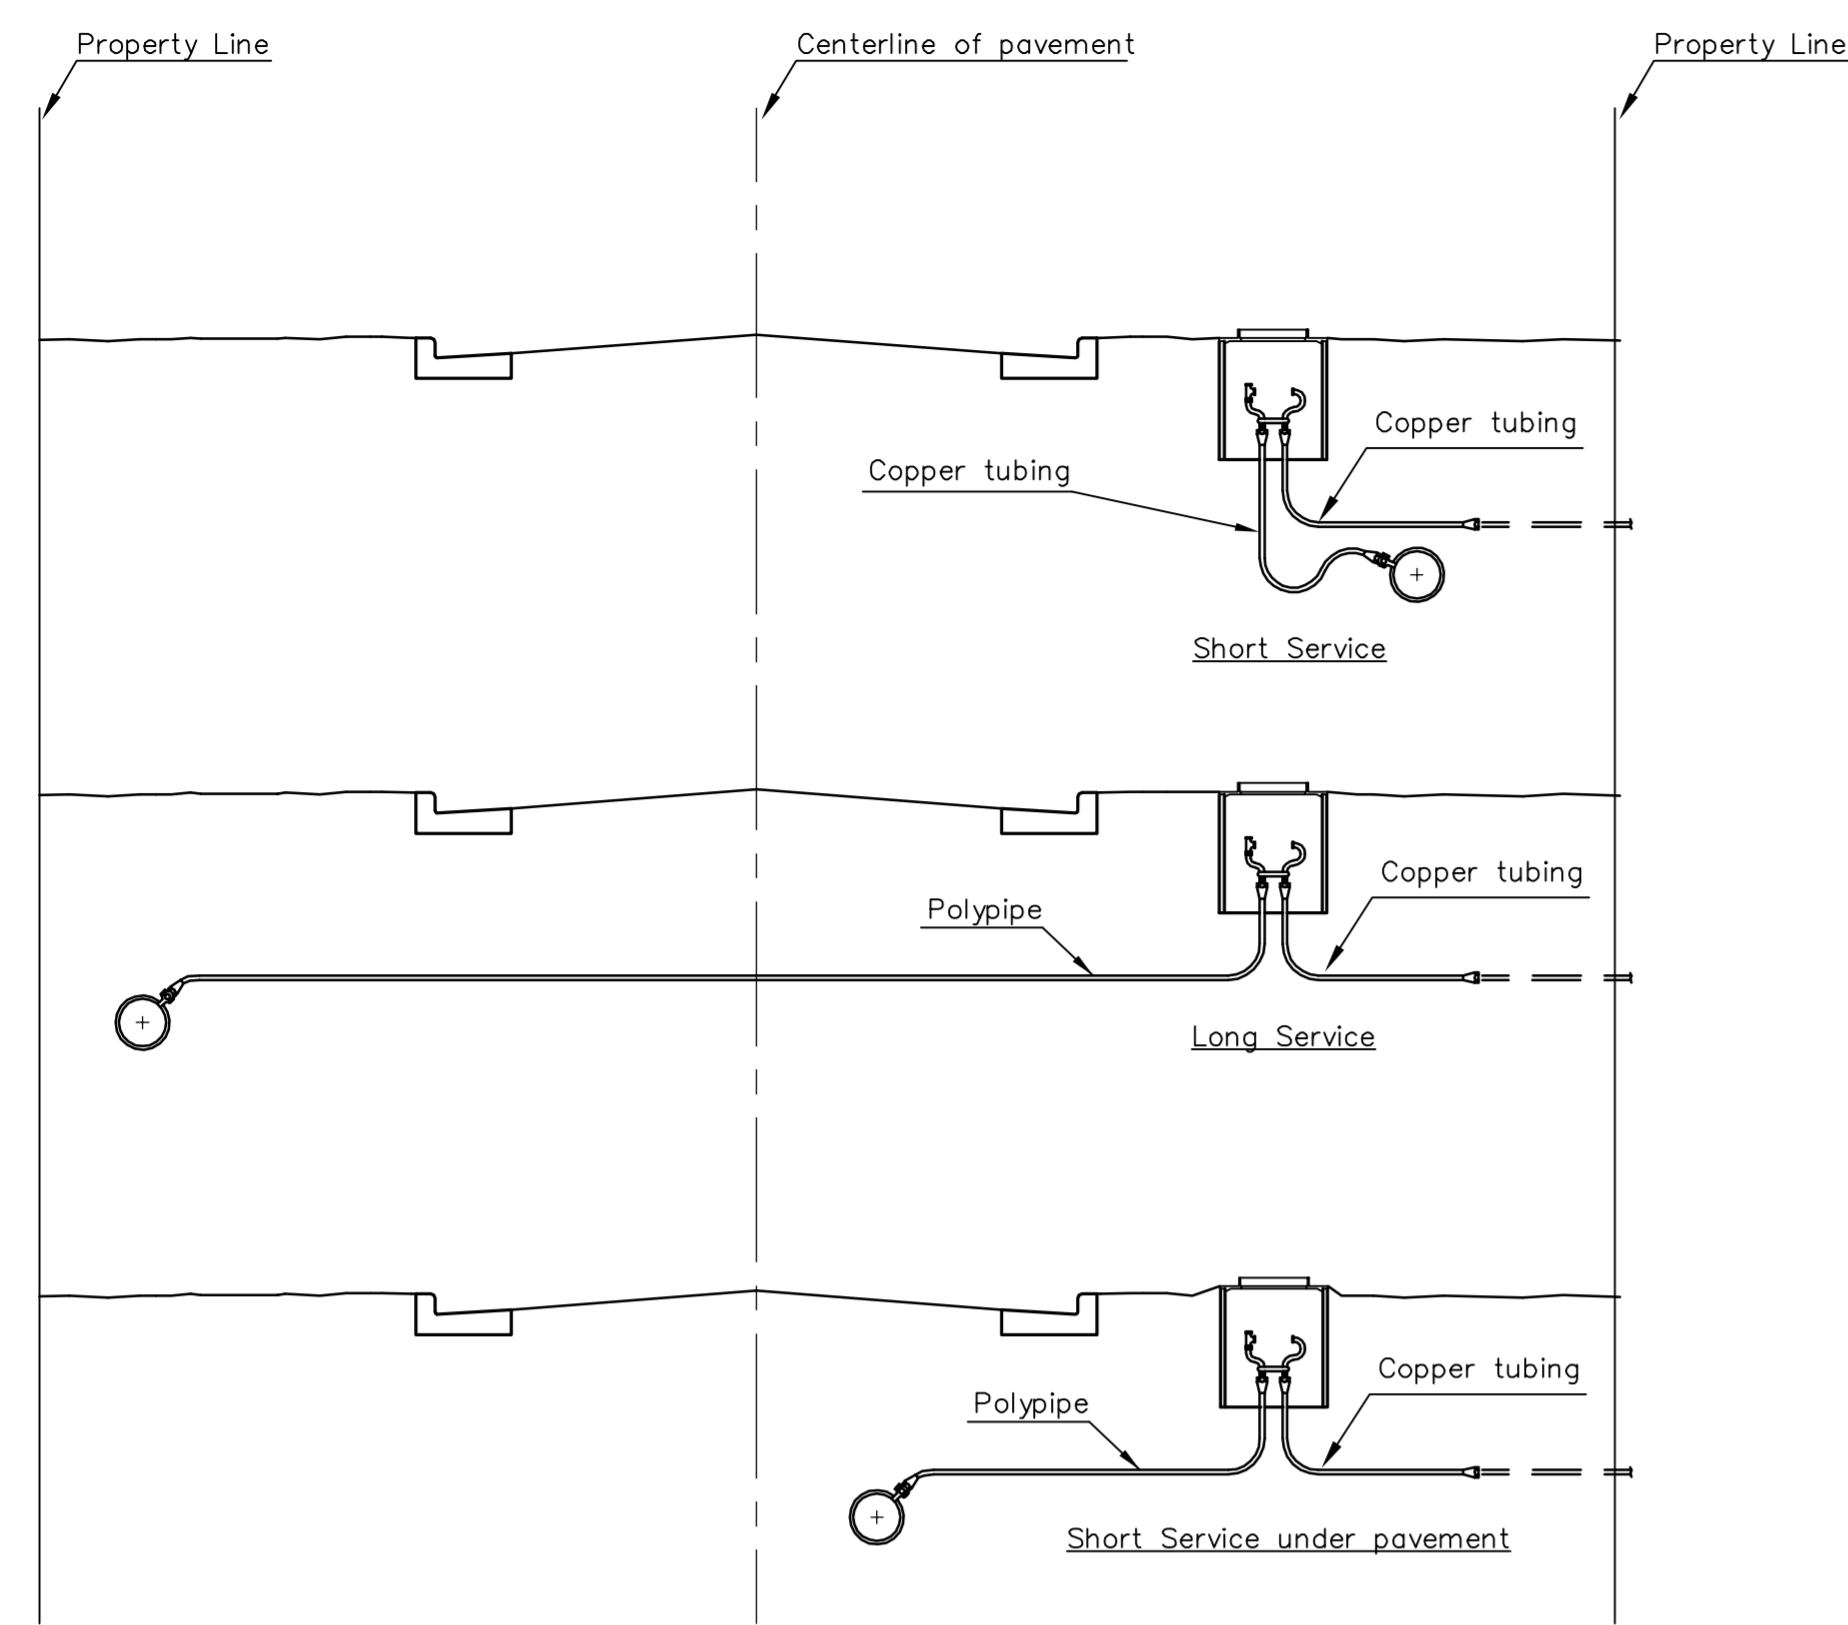 Property Line
Centerline of pavement
Property Line
Copper tubing
Copper tubing
Short Service
Copper tubing
Polypipe
Long Service
Copper tubing
Polypipe
Short Service under pavement